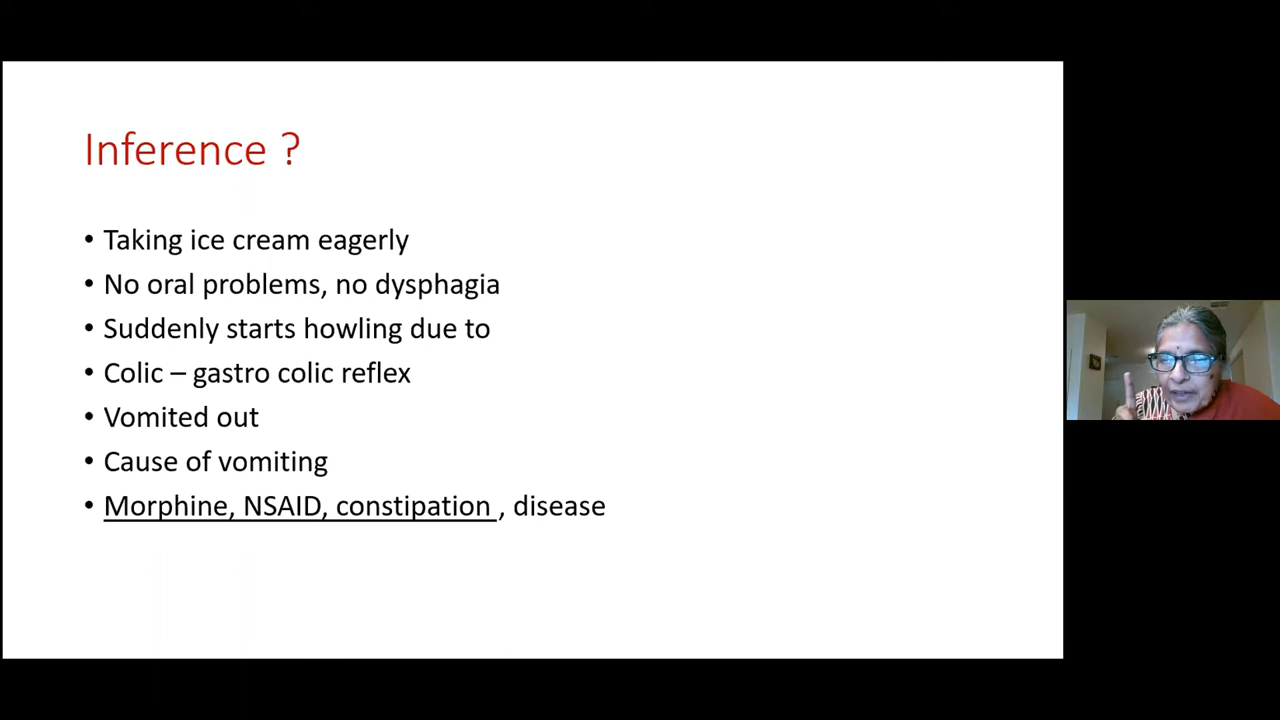 Inference ?
• Taking ice cream eagerly
• No oral problems, no dysphagia
• Suddenly starts howling due to
• Colic – gastro colic reflex
• Vomited out
• Cause of vomiting
• Morphine, NSAID, constipation , disease